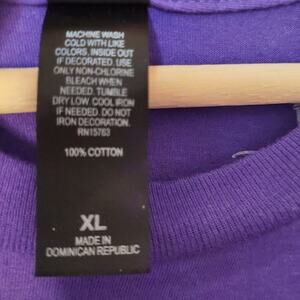 MACHINE WASH
COLD WITH LIKE
COLORS, INSIDE OUT
IF DECORATED. USE
ONLY NON-CHLORINE
BLEACH WHEN
NEEDED. TUMBLE
DRY LOW. COOL IRON
IF NEEDED. DO NOT
IRON DECORATION.
RN15763
100% COTTON
XL
MADE IN
DOMINICAN REPUBLIC